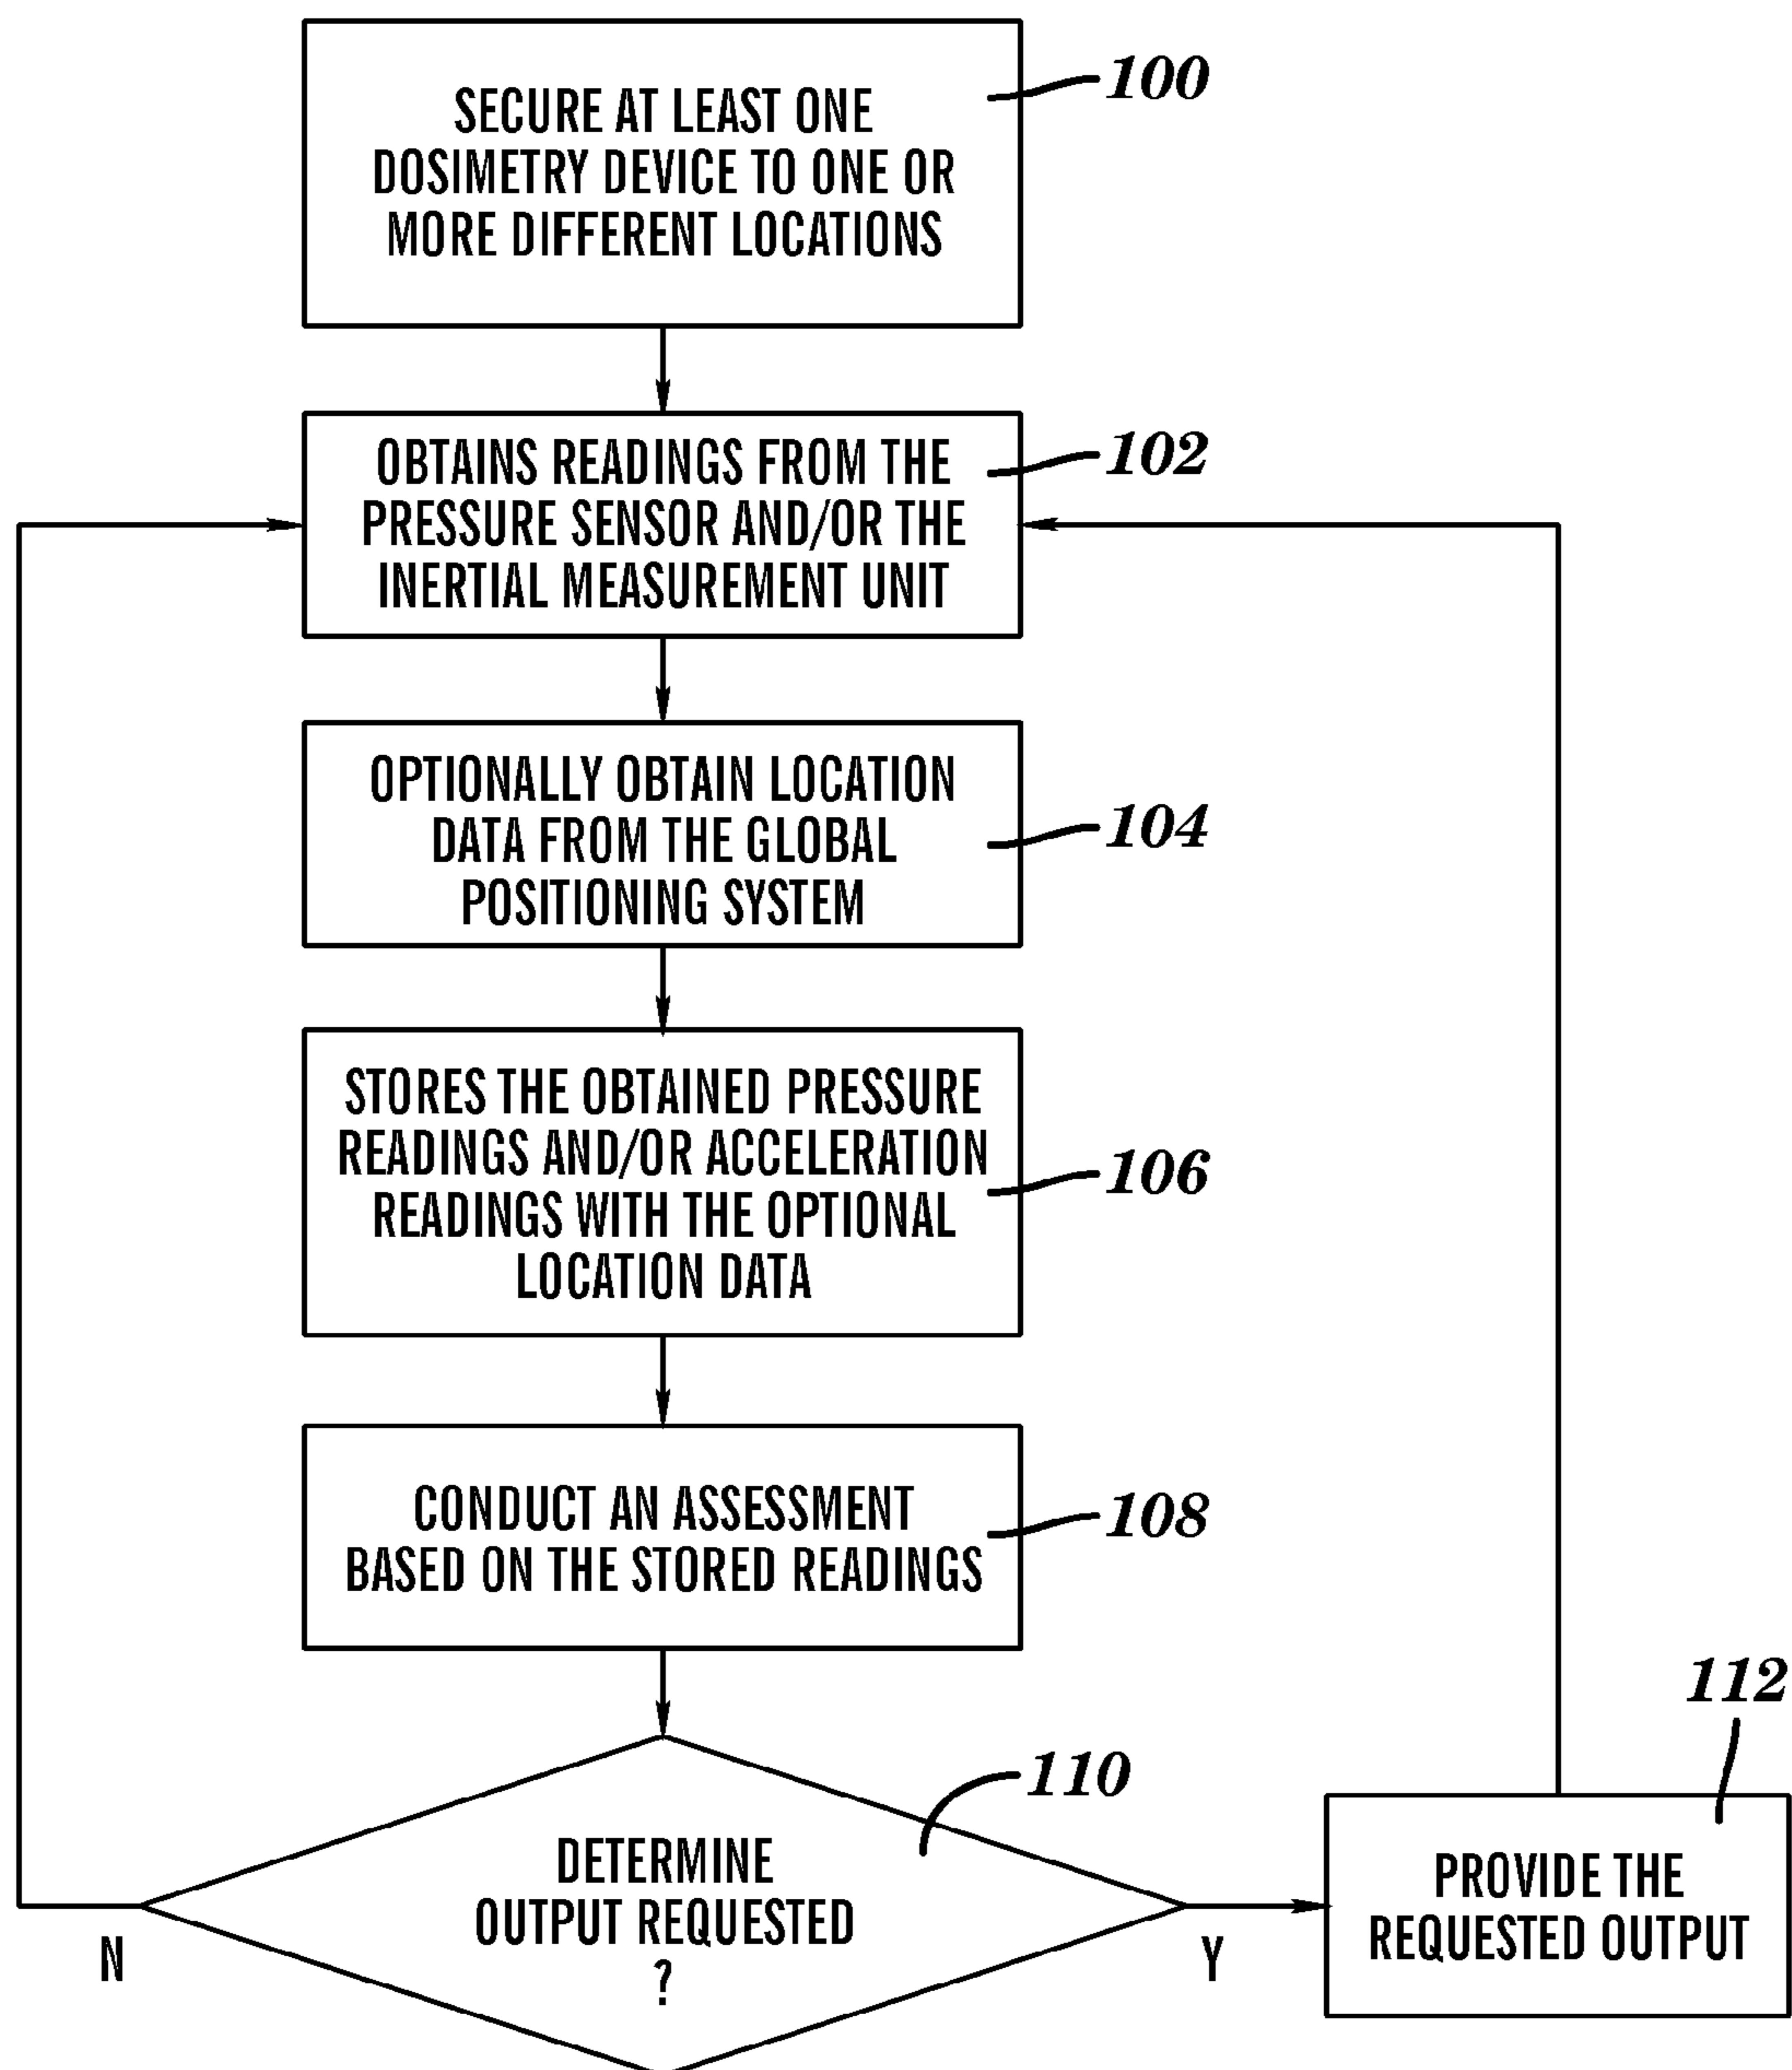 SECURE AT LEAST ONE
DOSIMETRY DEVICE TO ONE OR
MORE DIFFERENT LOCATIONS
100
OBTAINS READINGS FROM THE
PRESSURE SENSOR AND/OR THE
INERTIAL MEASUREMENT UNIT
102
OPTIONALLY OBTAIN LOCATION
DATA FROM THE GLOBAL
POSITIONING SYSTEM
104
STORES THE OBTAINED PRESSURE
READINGS AND/OR ACCELERATION
READINGS WITH THE OPTIONAL
LOCATION DATA
106
CONDUCT AN ASSESSMENT
BASED ON THE STORED READINGS
108
DETERMINE
OUTPUT REQUESTED
?
110
N
Y
PROVIDE THE
REQUESTED OUTPUT
112